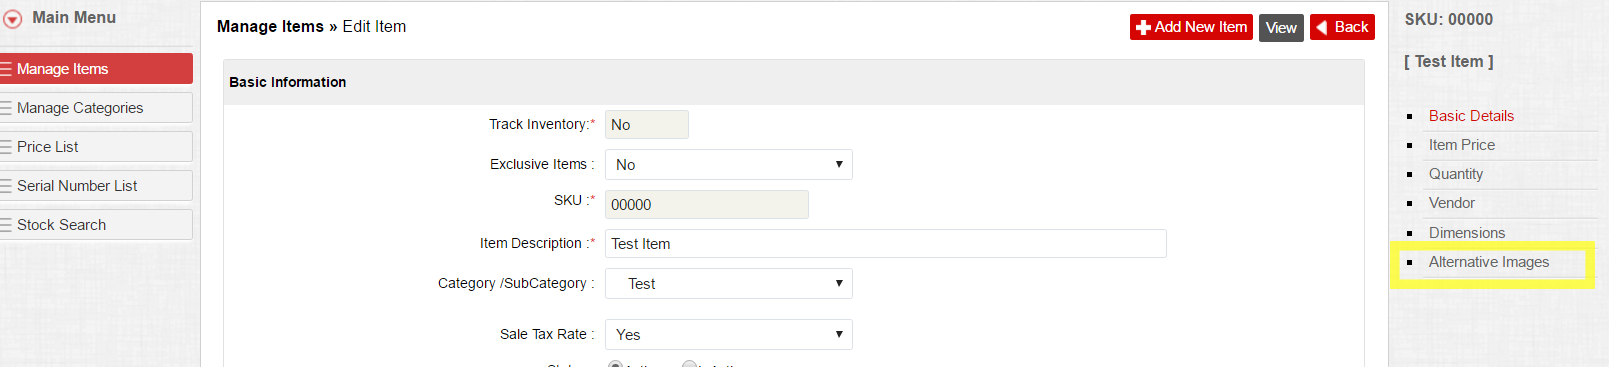 Main Menu
Manage Items
Manage Categories
Price List
Serial Number List
Stock Search
Manage Items » Edit Item
Add New Item
View
Back
Basic Information
Track Inventory:* No
Exclusive Items : No
SKU :* 00000
Item Description :* Test Item
Category /SubCategory : Test
Sale Tax Rate : Yes
SKU: 00000
[ Test Item ]
Basic Details
Item Price
Quantity
Vendor
Dimensions
Alternative Images